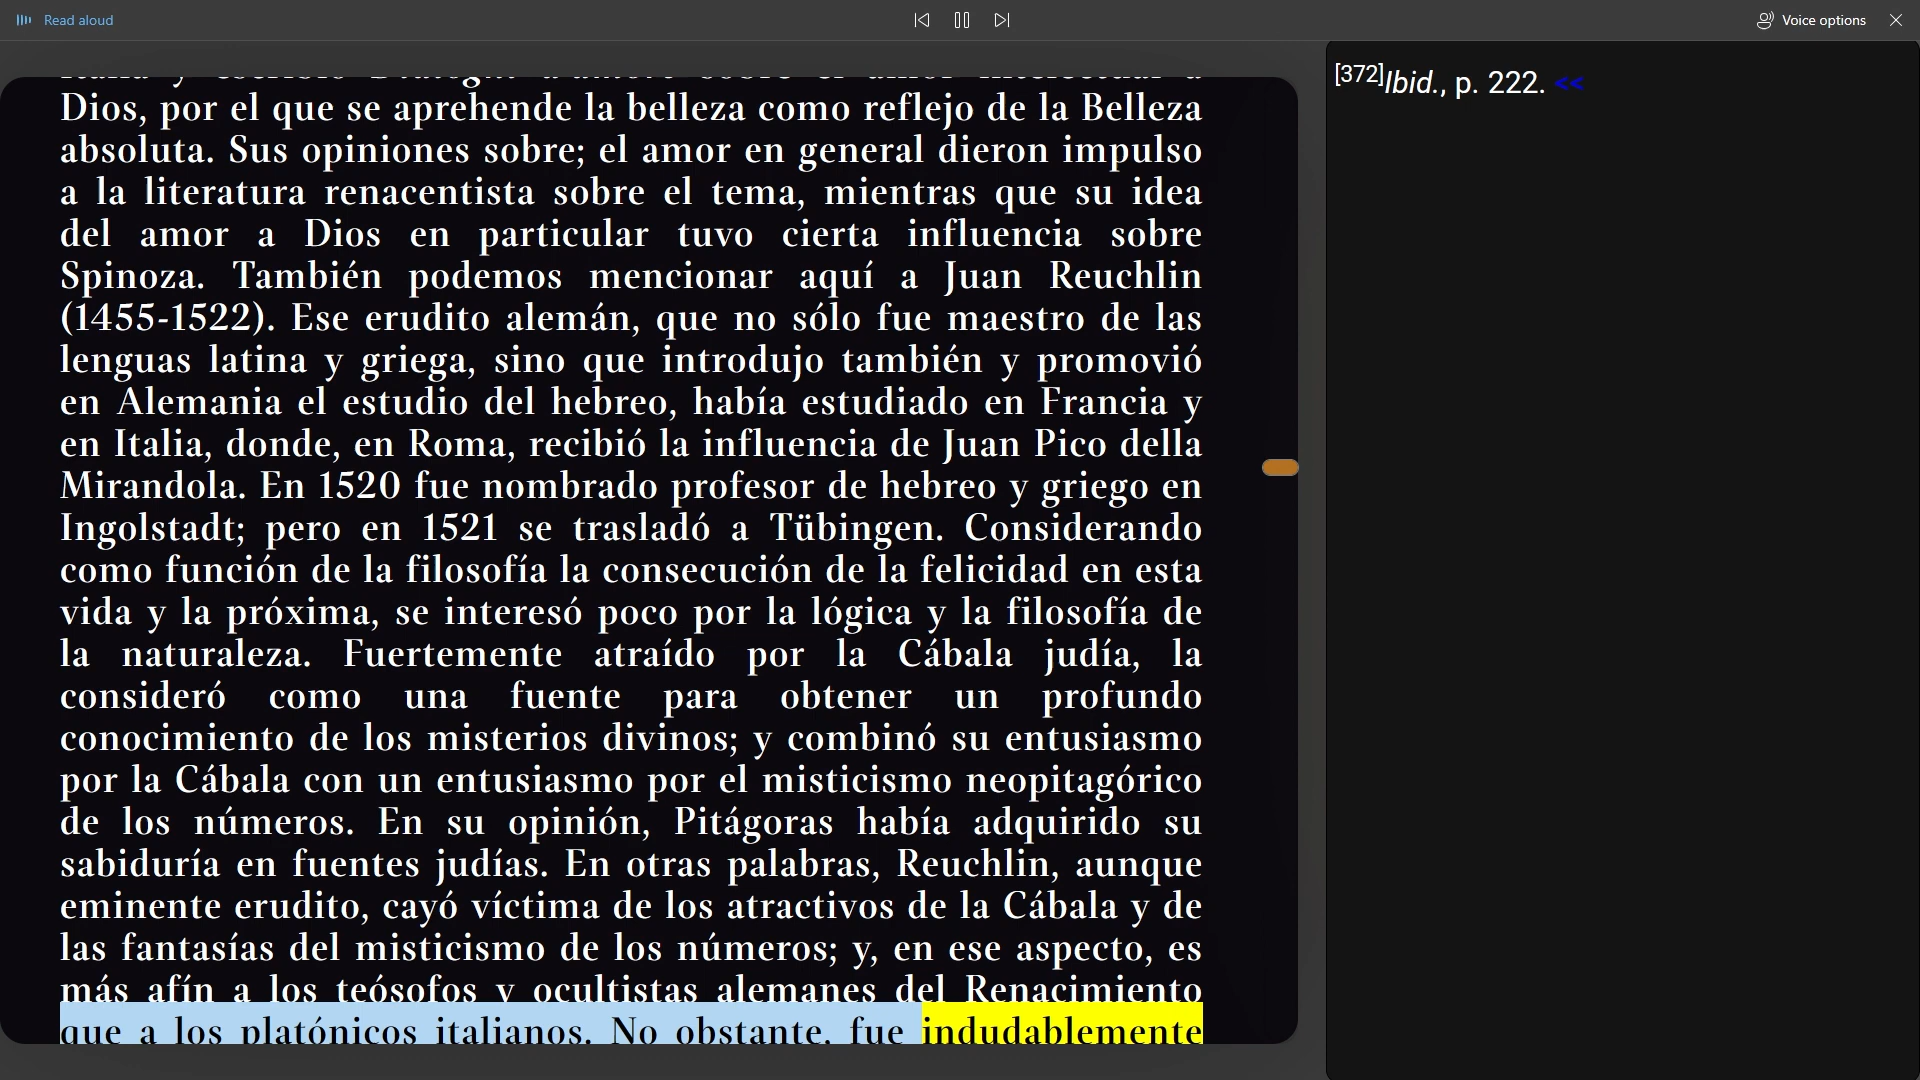 Read aloud
Voice options
Italia y escribió Dialoghi d'amore sobre el amor intelectual a
Dios, por el que se aprehende la belleza como reflejo de la Belleza
absoluta. Sus opiniones sobre; el amor en general dieron impulso
a la literatura renacentista sobre el tema, mientras que su idea
del amor a Dios en particular tuvo cierta influencia sobre
Spinoza. También podemos mencionar aquí a Juan Reuchlin
(1455-1522). Ese erudito alemán, que no sólo fue maestro de las
lenguas latina y griega, sino que introdujo también y promovió
en Alemania el estudio del hebreo, había estudiado en Francia y
en Italia, donde, en Roma, recibió la influencia de Juan Pico della
Mirandola. En 1520 fue nombrado profesor de hebreo y griego en
Ingolstadt; pero en 1521 se trasladó a Tübingen. Considerando
como función de la filosofía la consecución de la felicidad en esta
vida y la próxima, se interesó poco por la lógica y la filosofía de
la naturaleza. Fuertemente atraído por la Cábala judía, la
consideró como una fuente para obtener un profundo
conocimiento de los misterios divinos; y combinó su entusiasmo
por la Cábala con un entusiasmo por el misticismo neopitagórico
de los números. En su opinión, Pitágoras había adquirido su
sabiduría en fuentes judías. En otras palabras, Reuchlin, aunque
eminente erudito, cayó víctima de los atractivos de la Cábala y de
las fantasías del misticismo de los números; y, en ese aspecto, es
más afín a los teósofos y ocultistas alemanes del Renacimiento
que a los platónicos italianos. No obstante, fue indudablemente
[372]Ibid., p. 222. <<